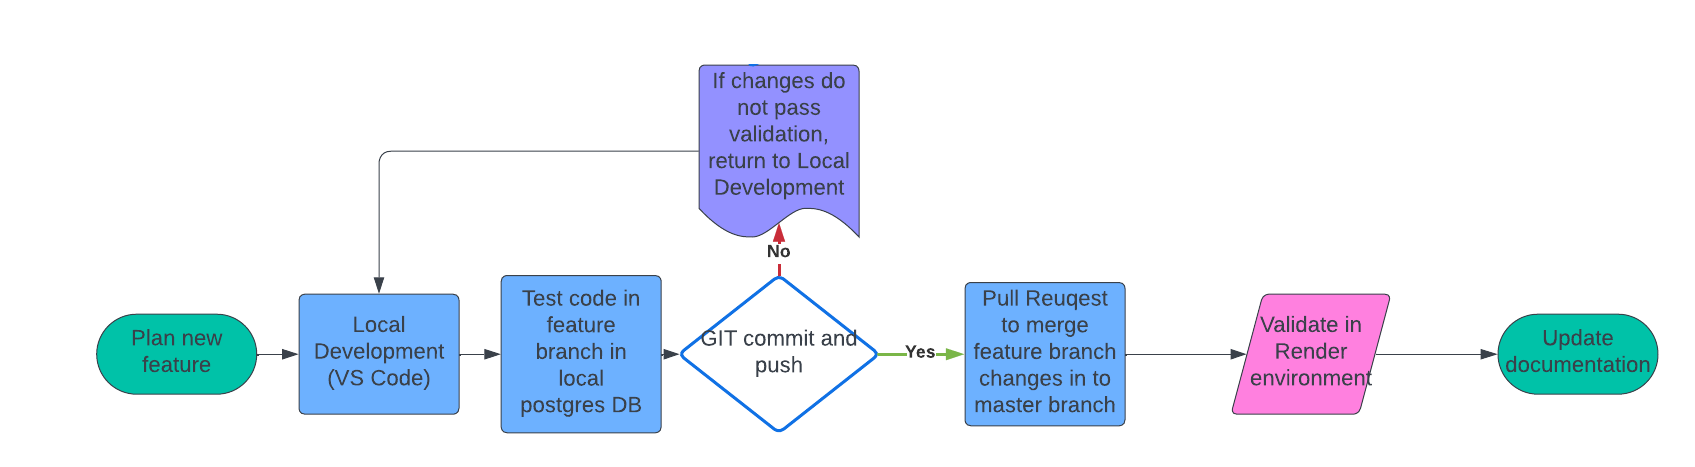 If changes do
not pass
validation,
return to Local
Development
No
Plan new
feature
Local
Development
(VS Code)
Test code in
feature
branch in
local
postgres DB
GIT commit and
push
Yes
Pull Reuqest
to merge
feature branch
changes in to
master branch
Validate in
Render
environment
Update
documentation